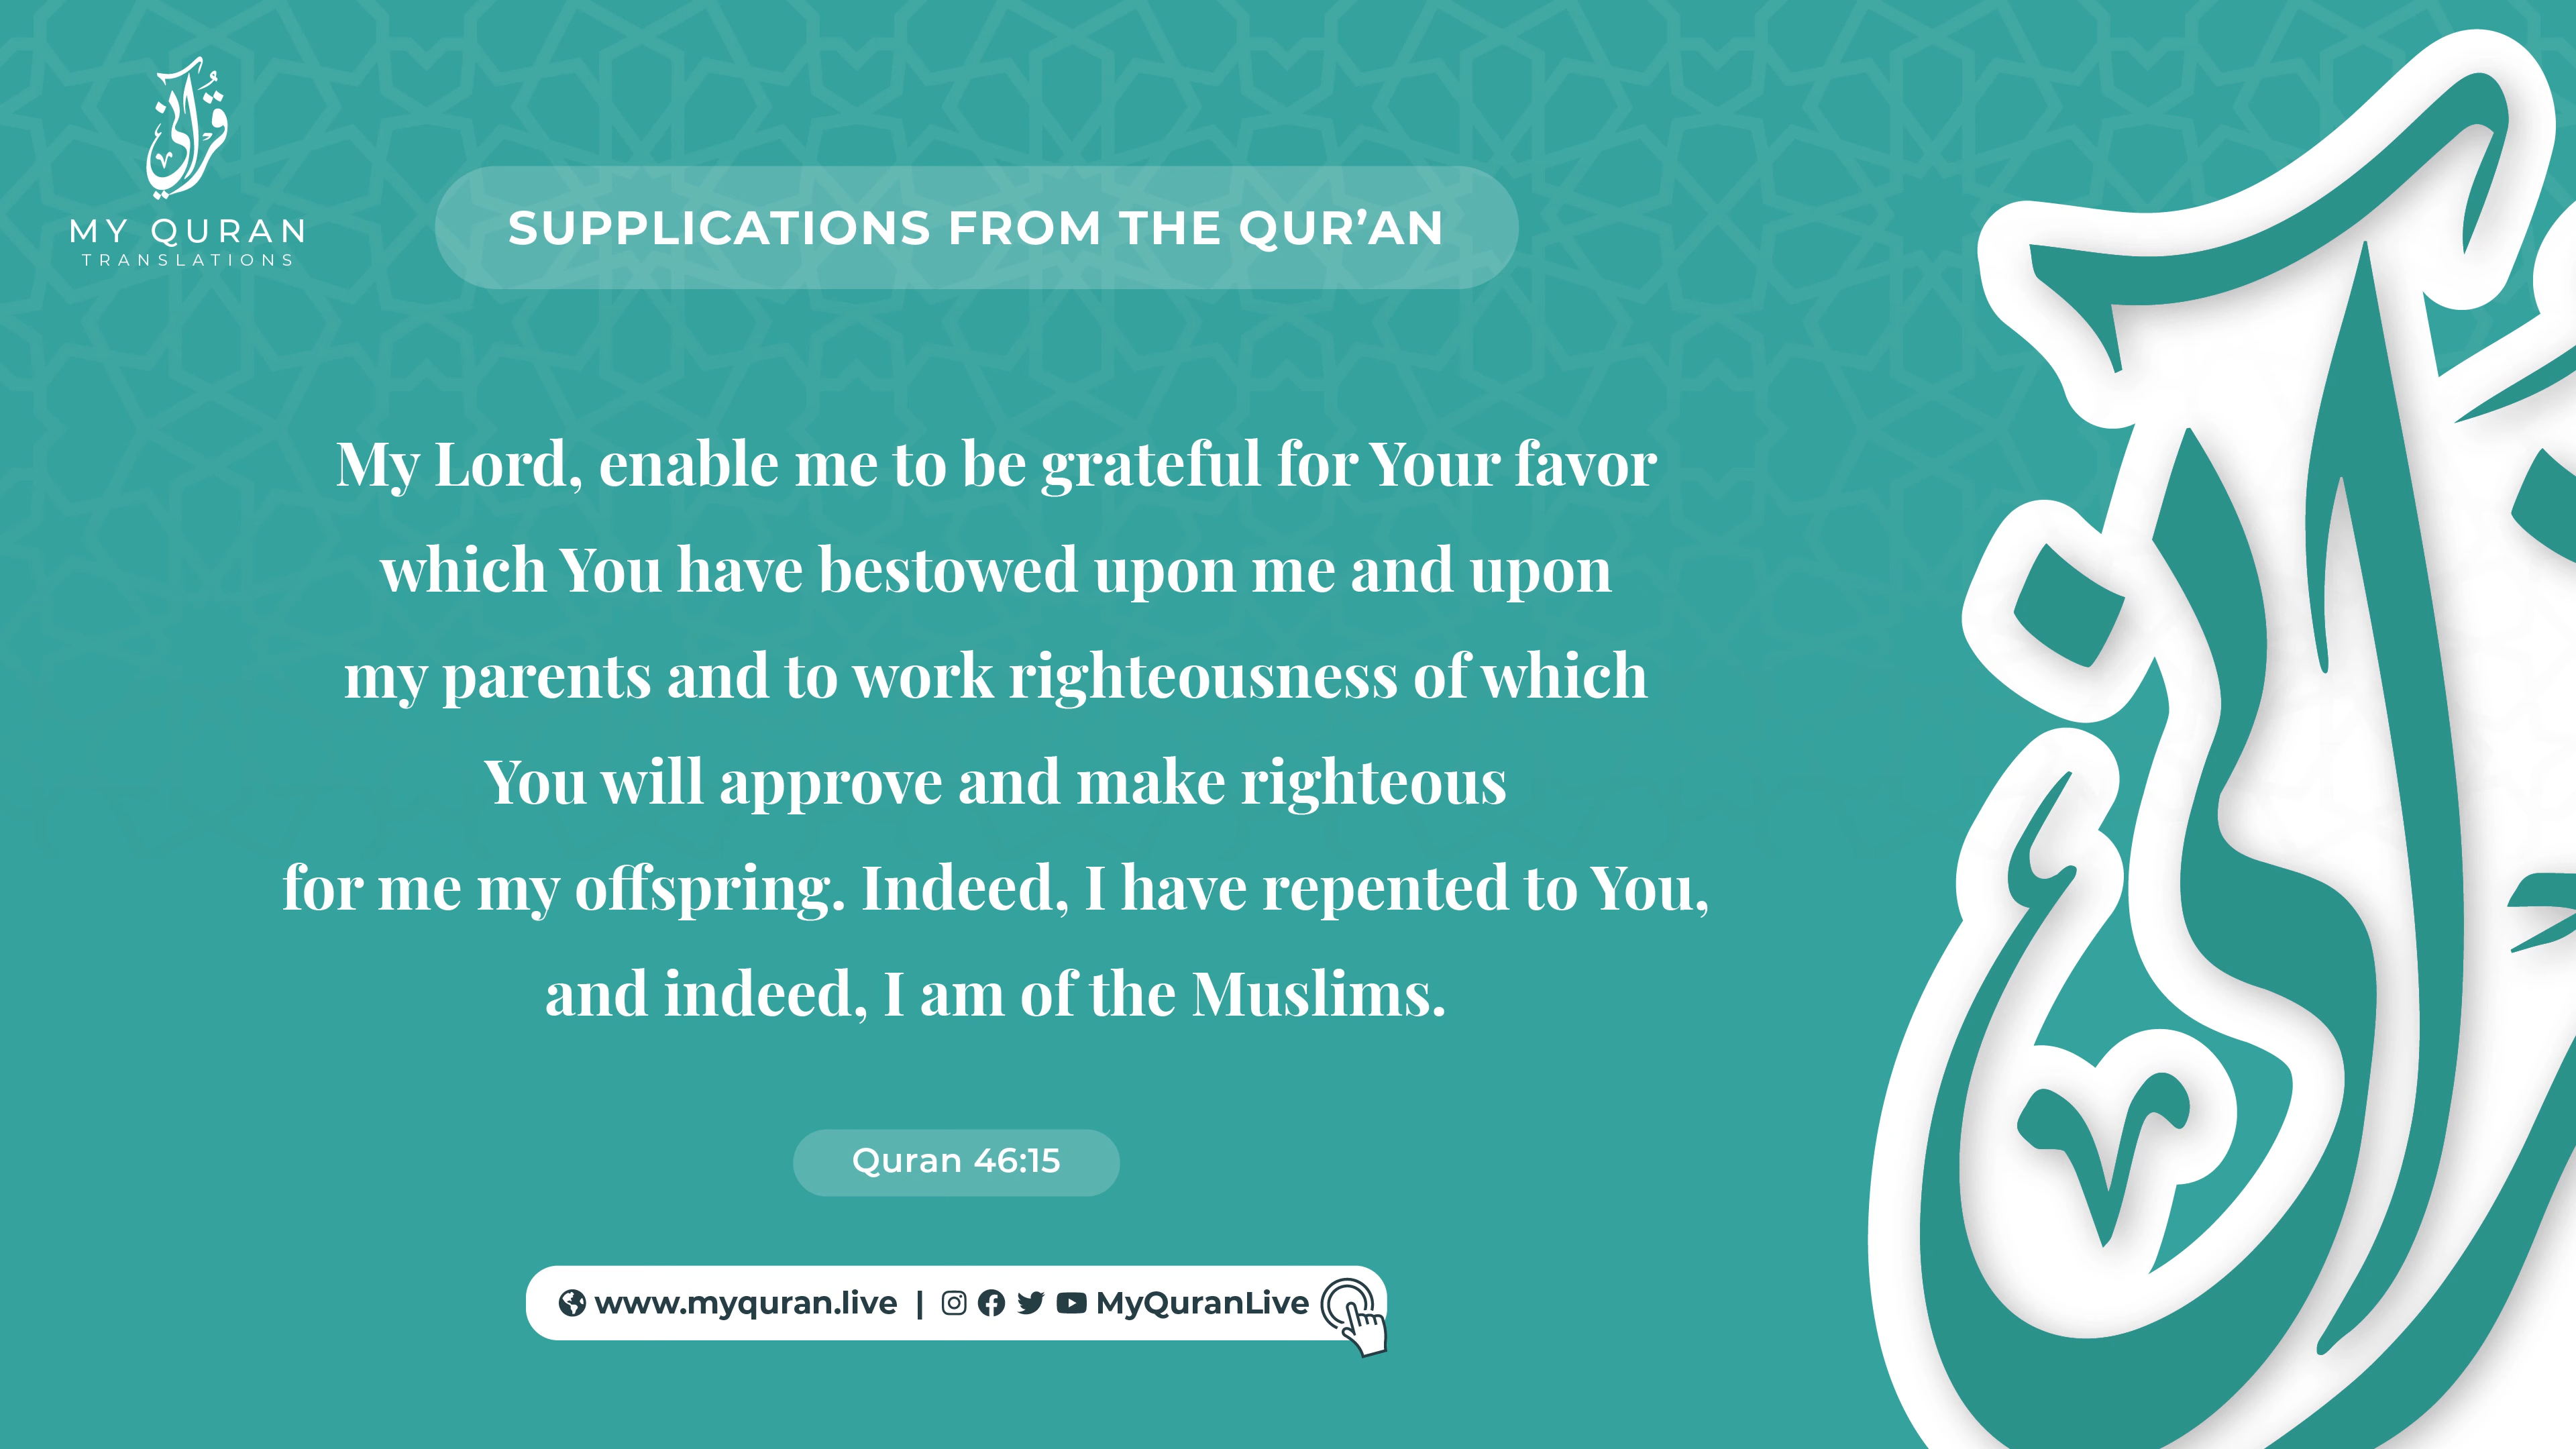 قرآني
MY QURAN
TRANSLATIONS
SUPPLICATIONS FROM THE QUR’AN
My Lord, enable me to be grateful for Your favor
which You have bestowed upon me and upon
my parents and to work righteousness of which
You will approve and make righteous
for me my offspring. Indeed, I have repented to You,
and indeed, I am of the Muslims.
Quran 46:15
www.myquran.live | MyQuranLive